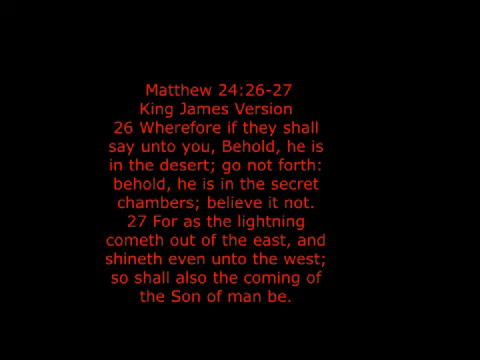 Matthew 24:26-27
King James Version
26 Wherefore if they shall
say unto you, Behold, he is
in the desert; go not forth:
behold, he is in the secret
chambers; believe it not.
27 For as the lightning
cometh out of the east, and
shineth even unto the west;
so shall also the coming of
the Son of man be.